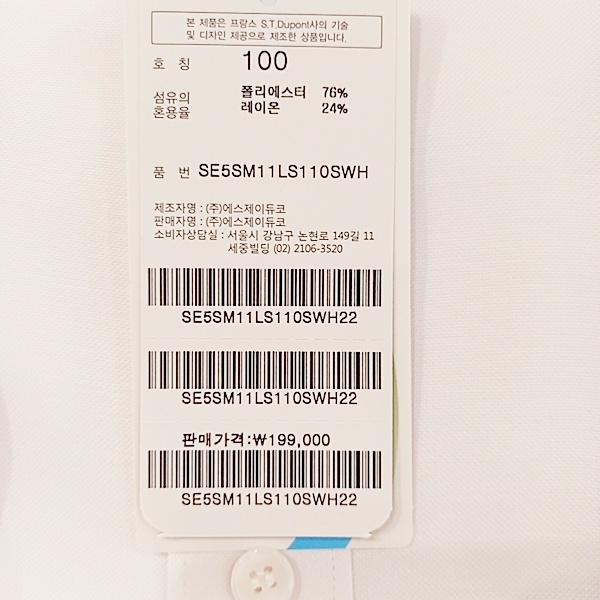 본 제품은 프랑스 S.T.Dupont사의 기술
및 디자인 제공으로 제조한 상품입니다.
호 칭 100
섬유의 폴리에스터 76%
혼용율 레이온 24%
품 번 SE5SM11LS110SWH
제조자명 : (주)에스제이듀코
판매자명 : (주)에스제이듀코
소비자상담실 : 서울시 강남구 논현로 149길 11
세중빌딩 (02) 2106-3520
SE5SM11LS110SWH22
SE5SM11LS110SWH22
판매가격:₩199,000
SE5SM11LS110SWH22